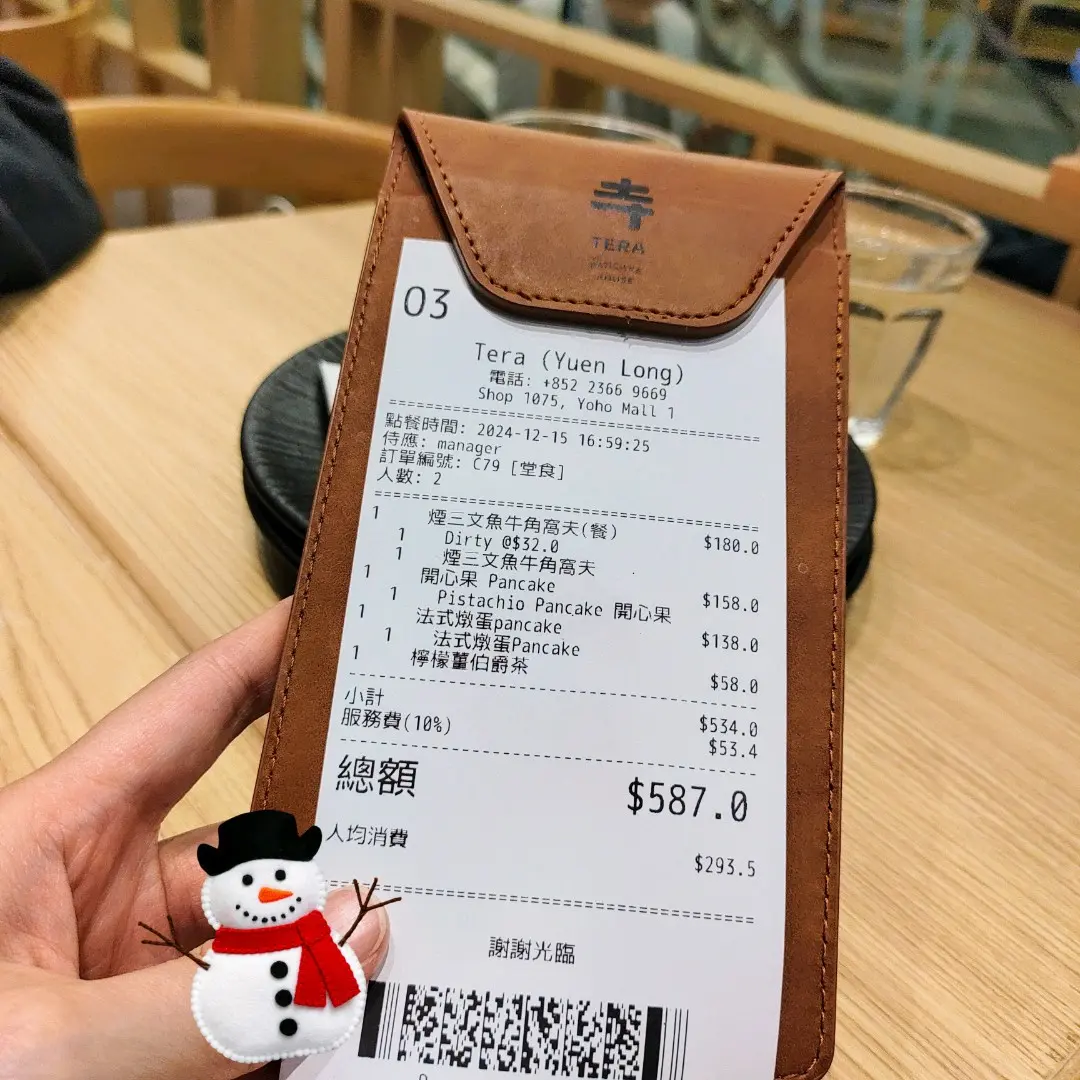 寺
TERA
03
Tera (Yuen Long)
電話: +852 2366 9669
Shop 1075, Yoho Mall 1
點餐時間: 2024-12-15 16:59:25
侍應: manager
訂單編號: C79 [堂食]
人數: 2
1 煙三文魚牛角窩夫(餐) $180.0
1 Dirty @$32.0
1 煙三文魚牛角窩夫
1 開心果 Pancake $158.0
1 Pistachio Pancake 開心果
1 法式燉蛋pancake $138.0
1 法式燉蛋Pancake
1 檸檬薑伯爵茶 $58.0
小計 $534.0
服務費(10%) $53.4
總額 $587.0
人均消費 $293.5
謝謝光臨